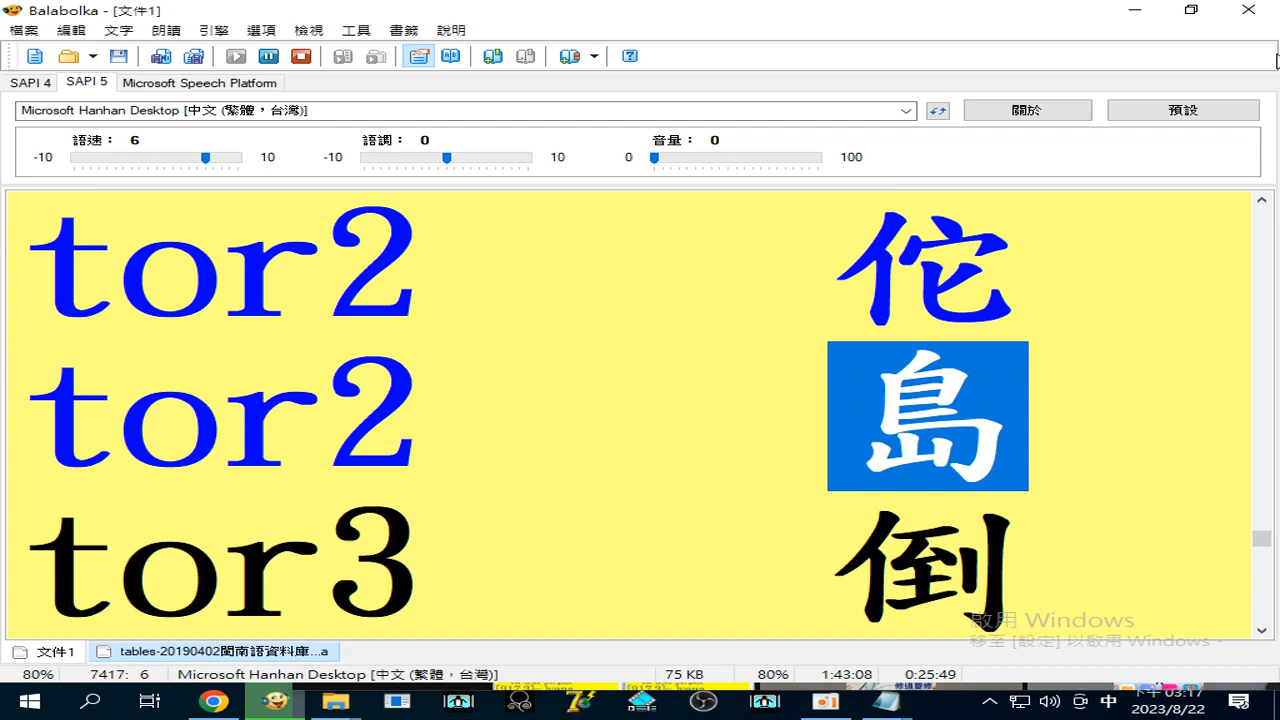 Balabolka - [文件1]
檔案 編輯 文字 朗讀 引擎 選項 檢視 工具 書籤 說明
SAPI 4 SAPI 5 Microsoft Speech Platform
Microsoft Hanhan Desktop [中文 (繁體，台灣)] 關於 預設
語速： 6 語調： 0 音量： 0
-10 10 -10 10 0 100
tor2 佗
tor2 島
tor3 倒
啟用 Windows
移至 [設定] 以啟用 Windows。
文件1 tables-20190402閩南語資料庫...a
80% 7417: 6 Microsoft Hanhan Desktop [中文 (繁體，台灣)] 75 KB 80% 1:43:08 0:25:49
中 下午 03:17
2023/8/22